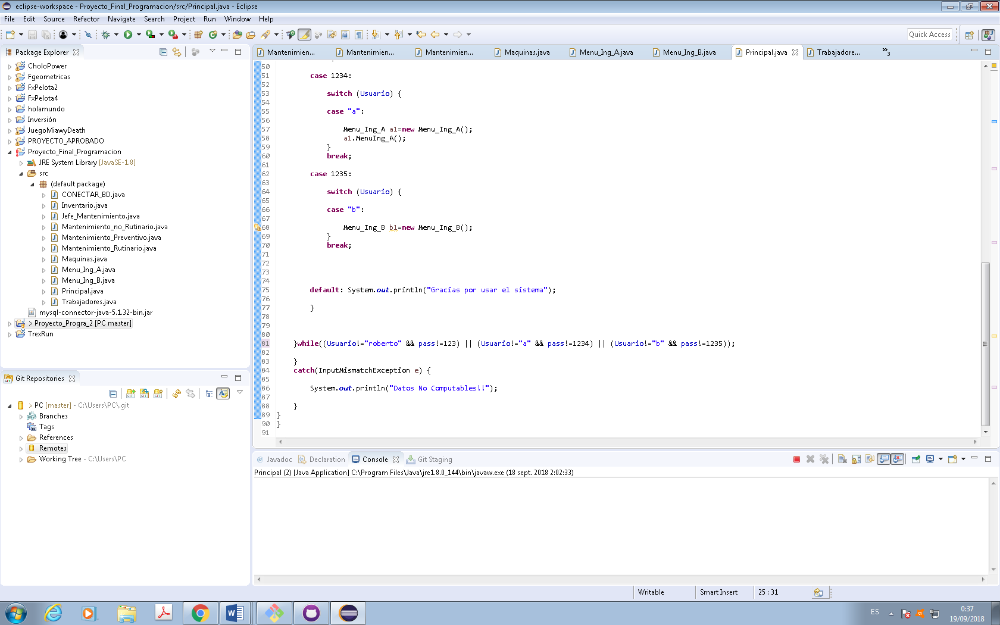 eclipse-workspace - Proyecto_Final_Programacion/src/Principal.java - Eclipse
File Edit Source Refactor Navigate Search Project Run Window Help
Quick Access
Package Explorer
CholoPower
Fgeometricas
FxPelota2
FxPelota4
holamundo
Inversión
JuegoMiawyDeath
PROYECTO_APROBADO
Proyecto_Final_Programacion
JRE System Library [JavaSE-1.8]
src
(default package)
CONECTAR_BD.java
Inventario.java
Jefe_Mantenimiento.java
Mantenimiento_no_Rutinario.java
Mantenimiento_Preventivo.java
Mantenimiento_Rutinario.java
Maquinas.java
Menu_Ing_A.java
Menu_Ing_B.java
Principal.java
Trabajadores.java
mysql-connector-java-5.1.32-bin.jar
> Proyecto_Progra_2 [PC master]
TrexRun
Git Repositories
> PC [master] - C:\Users\PC\.git
Branches
Tags
References
Remotes
Working Tree - C:\Users\PC
Mantenimien... Mantenimien... Mantenimien... Maquinas.java Menu_Ing_A.java Menu_Ing_B.java Principal.java Trabajadore... »3
50
51 case 1234:
52
53 switch (Usuario) {
54
55 case "a":
56
57 Menu_Ing_A a1=new Menu_Ing_A();
58 a1.MenuIng_A();
59 }
60 break;
61
62 case 1235:
63
64 switch (Usuario) {
65
66 case "b":
67
68 Menu_Ing_B b1=new Menu_Ing_B();
69 }
70 break;
71
72
73
74
75 default: System.out.println("Gracias por usar el sistema");
76
77 }
78
79
80
81 }while((Usuario!="roberto" && pass!=123) || (Usuario!="a" && pass!=1234) || (Usuario!="b" && pass!=1235));
82
83 }
84 catch(InputMismatchException e) {
85
86 System.out.println("Datos No Computables!!");
87
88 }
89 }
90 }
91
@ Javadoc Declaration Console Git Staging
Principal (2) [Java Application] C:\Program Files\Java\jre1.8.0_144\bin\javaw.exe (18 sept. 2018 2:02:33)
Writable Smart Insert 25 : 31
ES
0:37
19/09/2018